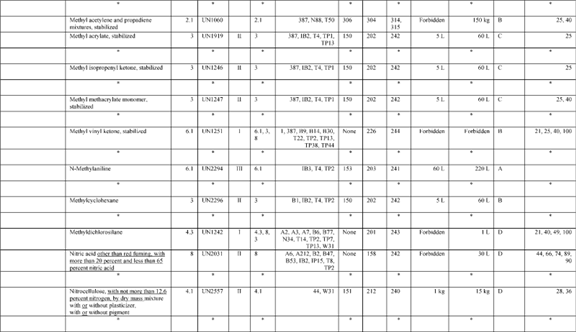 * * * * * * *
Methyl acetylene and propadiene 2.1 UN1060 2.1 387, N88, T50 306 304 314, Forbidden 150 kg B 25, 40
mixtures, stabilized 315
* * * * * * *
Methyl acrylate, stabilized 3 UN1919 II 3 387, IB2, T4, TP1, 150 202 242 5 L 60 L C 25
TP13
* * * * * * *
Methyl isopropenyl ketone, stabilized 3 UN1246 II 3 387, IB2, T4, TP1 150 202 242 5 L 60 L C 25
* * * * * * *
Methyl methacrylate monomer, 3 UN1247 II 3 387, IB2, T4, TP1 150 202 242 5 L 60 L C 25, 40
stabilized
* * * * * * *
Methyl vinyl ketone, stabilized 6.1 UN1251 I 6.1, 3, 1, 387, B9, B14, B30, None 226 244 Forbidden Forbidden B 21, 25, 40, 100
8 T22, TP2, TP13,
TP38, TP44
* * * * * * *
N-Methylaniline 6.1 UN2294 III 6.1 IB3, T4, TP2 153 203 241 60 L 220 L A
* * * * * * *
Methylcyclohexane 3 UN2296 II 3 B1, IB2, T4, TP2 150 202 242 5 L 60 L B
* * * * * * *
Methyldichlorosilane 4.3 UN1242 I 4.3, 8, A2, A3, A7, B6, B77, None 201 243 Forbidden 1 L D 21, 40, 49, 100
3 N34, T14, TP2, TP7,
TP13, W31
Nitric acid other than red fuming, with 8 UN2031 II 8 A6, A212, B2, B47, None 158 242 Forbidden 30 L D 44, 66, 74, 89,
more than 20 percent and less than 65 B53, IB2, IP15, T8, 90
percent nitric acid TP2
* * * * * * *
Nitrocellulose, with not more than 12.6 4.1 UN2557 II 4.1 44, W31 151 212 240 1 kg 15 kg D 28, 36
percent nitrogen, by dry mass mixture
with or without plasticizer,
with or without pigment
* * * * * * *